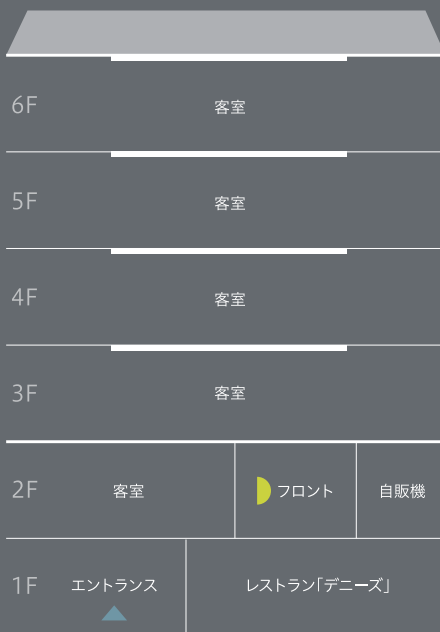 6F 客室
5F 客室
4F 客室
3F 客室
2F 客室 フロント 自販機
1F エントランス レストラン「デニーズ」